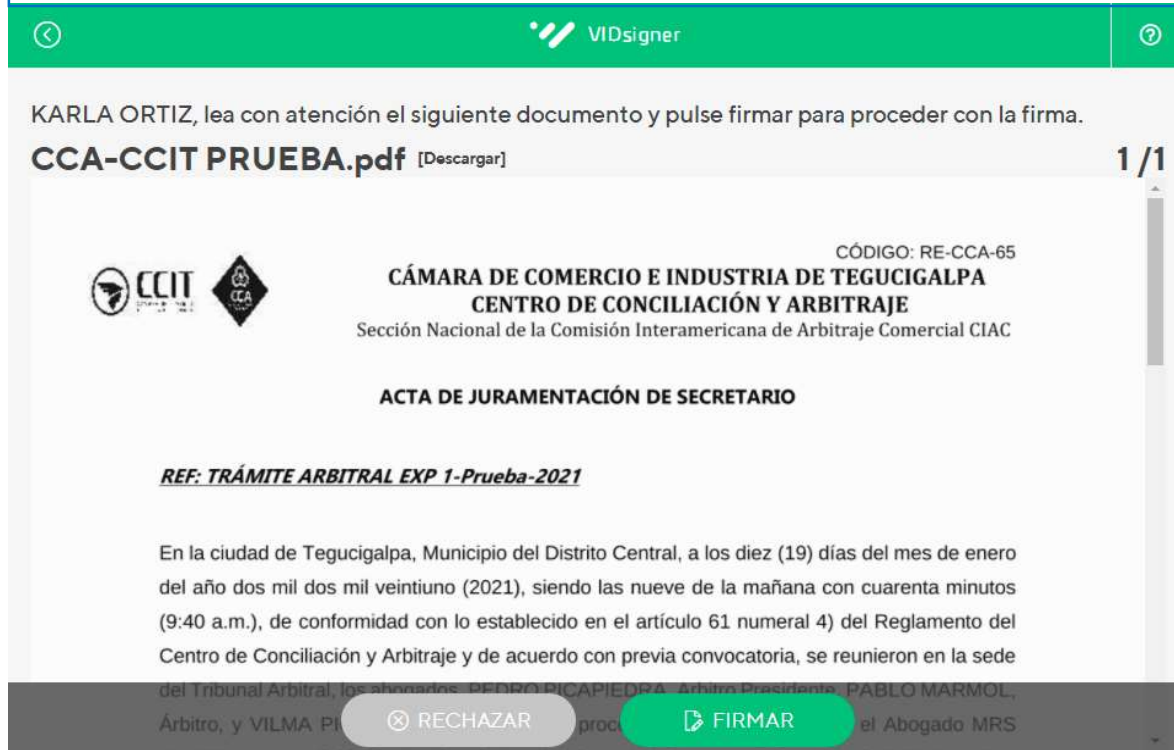 VIDsigner
KARLA ORTIZ, lea con atención el siguiente documento y pulse firmar para proceder con la firma.
CCA-CCIT PRUEBA.pdf [Descargar] 1 /1
CÓDIGO: RE-CCA-65
CCIT CCA
CÁMARA DE COMERCIO E INDUSTRIA DE TEGUCIGALPA
CENTRO DE CONCILIACIÓN Y ARBITRAJE
Sección Nacional de la Comisión Interamericana de Arbitraje Comercial CIAC
ACTA DE JURAMENTACIÓN DE SECRETARIO
REF: TRÁMITE ARBITRAL EXP 1-Prueba-2021
En la ciudad de Tegucigalpa, Municipio del Distrito Central, a los diez (19) días del mes de enero
del año dos mil dos mil veintiuno (2021), siendo las nueve de la mañana con cuarenta minutos
(9:40 a.m.), de conformidad con lo establecido en el artículo 61 numeral 4) del Reglamento del
Centro de Conciliación y Arbitraje y de acuerdo con previa convocatoria, se reunieron en la sede
del Tribunal Arbitral, los abogados, PEDRO PICAPIEDRA, Arbitro Presidente, PABLO MARMOL,
Árbitro, y VILMA el Abogado MRS
RECHAZAR FIRMAR